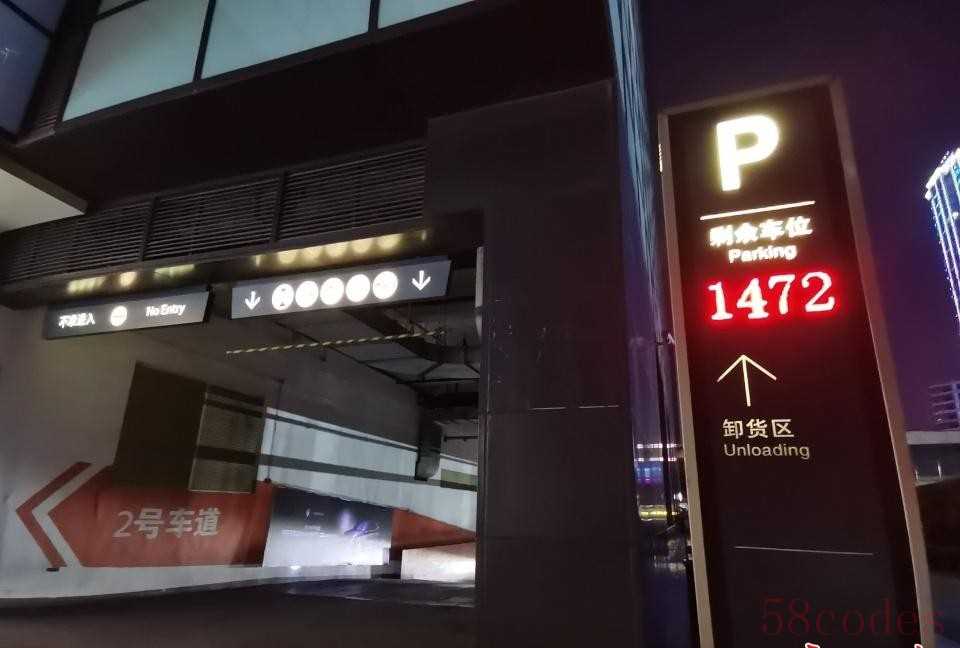 P
剩余车位
Parking
1472
卸货区
Unloading
不准进入 No Entry
2号车道
58codes